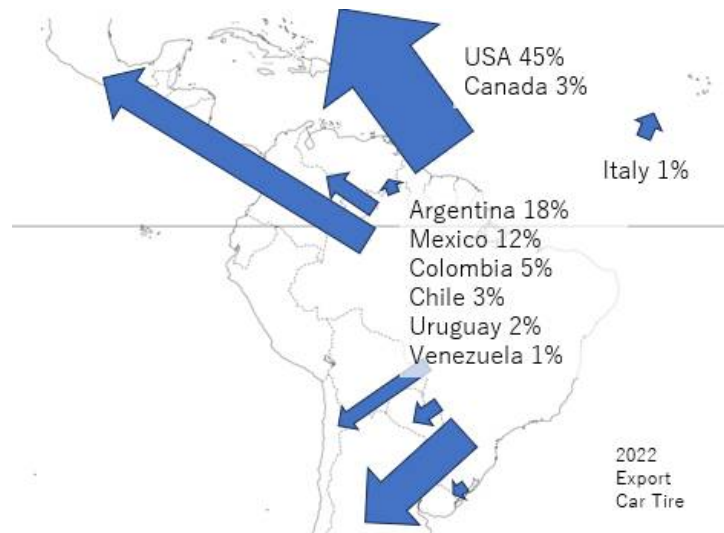 USA 45%
Canada 3%
Italy 1%
Argentina 18%
Mexico 12%
Colombia 5%
Chile 3%
Uruguay 2%
Venezuela 1%
2022
Export
Car Tire